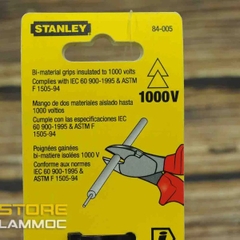 STANLEY
84-005
Bi-material grips insulated to 1000 volts
Complies with IEC 60 900-1995 & ASTM
F 1505-94
1000V
Mango de dos materiales aislado hasta
1000 voltios
Cumple con las especificaciones IEC
60 900-1995 & ASTM F
1505-94
Poignées gainées
bi-matiere isolées 1000 V
Conforme aux normes
IEC 60 900-1995 & ASTM
F 1505-94
STORE
LAMMOC